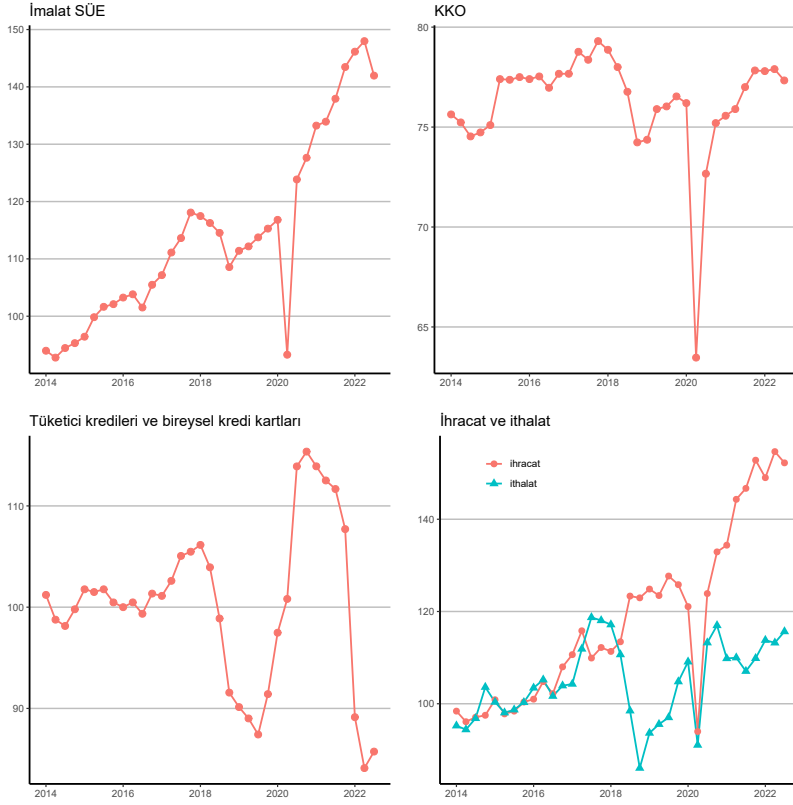 İmalat SÜE
150
140
130
120
110
100
2014 2016 2018 2020 2022
KKO
80
75
70
65
2014 2016 2018 2020 2022
Tüketici kredileri ve bireysel kredi kartları
110
100
90
2014 2016 2018 2020 2022
İhracat ve ithalat
ihracat
ithalat
140
120
100
2014 2016 2018 2020 2022